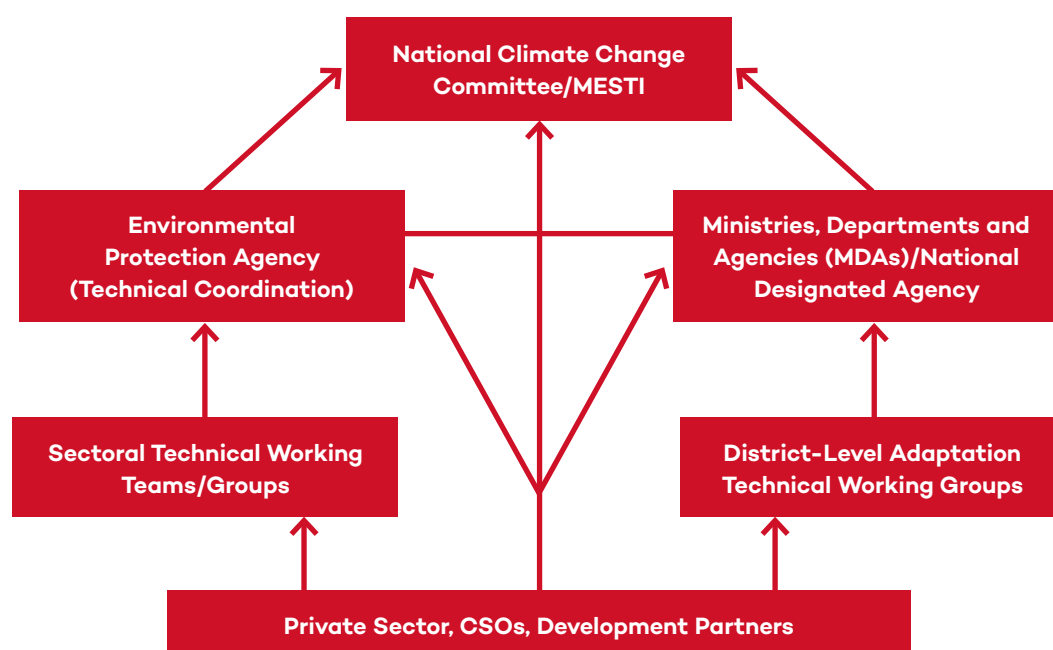 National Climate Change
Committee/MESTI
Environmental
Protection Agency
(Technical Coordination)
Ministries, Departments and
Agencies (MDAs)/National
Designated Agency
Sectoral Technical Working
Teams/Groups
District-Level Adaptation
Technical Working Groups
Private Sector, CSOs, Development Partners